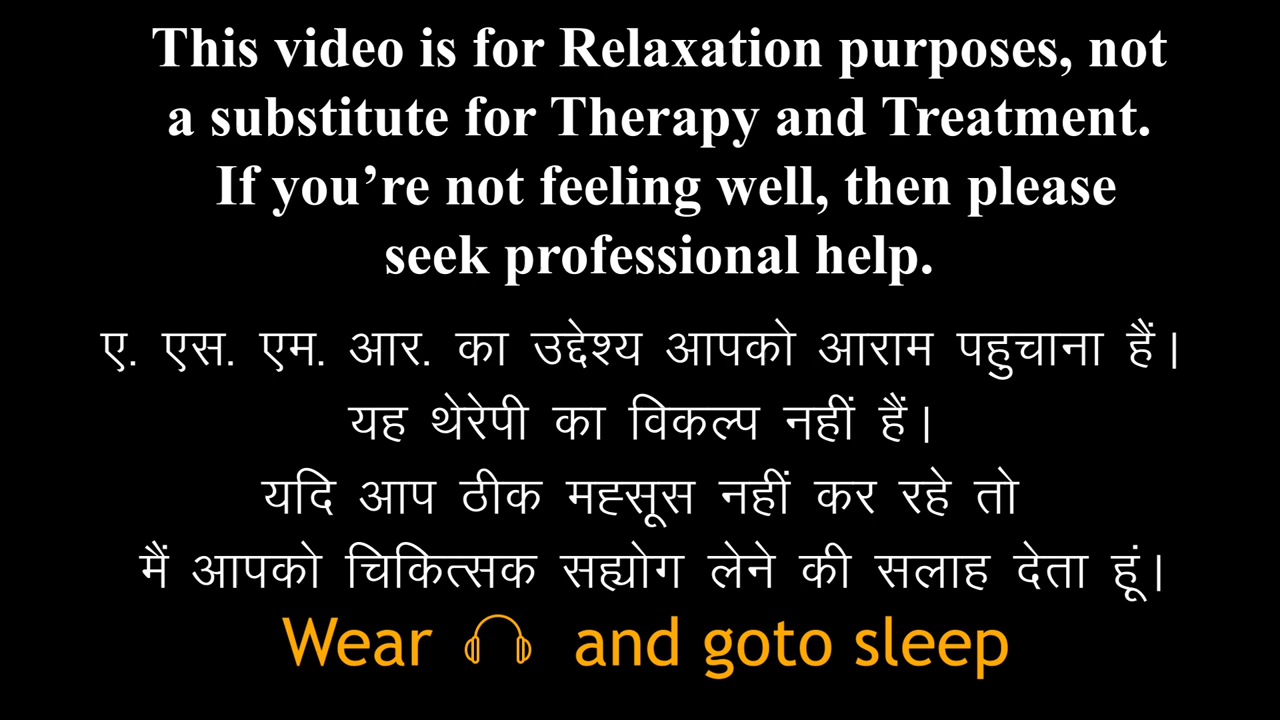 This video is for Relaxation purposes, not
a substitute for Therapy and Treatment.
If you’re not feeling well, then please
seek professional help.
ए. एस. एम. आर. का उद्देश्य आपको आराम पहुचाना हैं।
यह थेरेपी का विकल्प नहीं हैं।
यदि आप ठीक मह्सूस नहीं कर रहे तो
मैं आपको चिकित्सक सह्योग लेने की सलाह देता हूं।
Wear and goto sleep